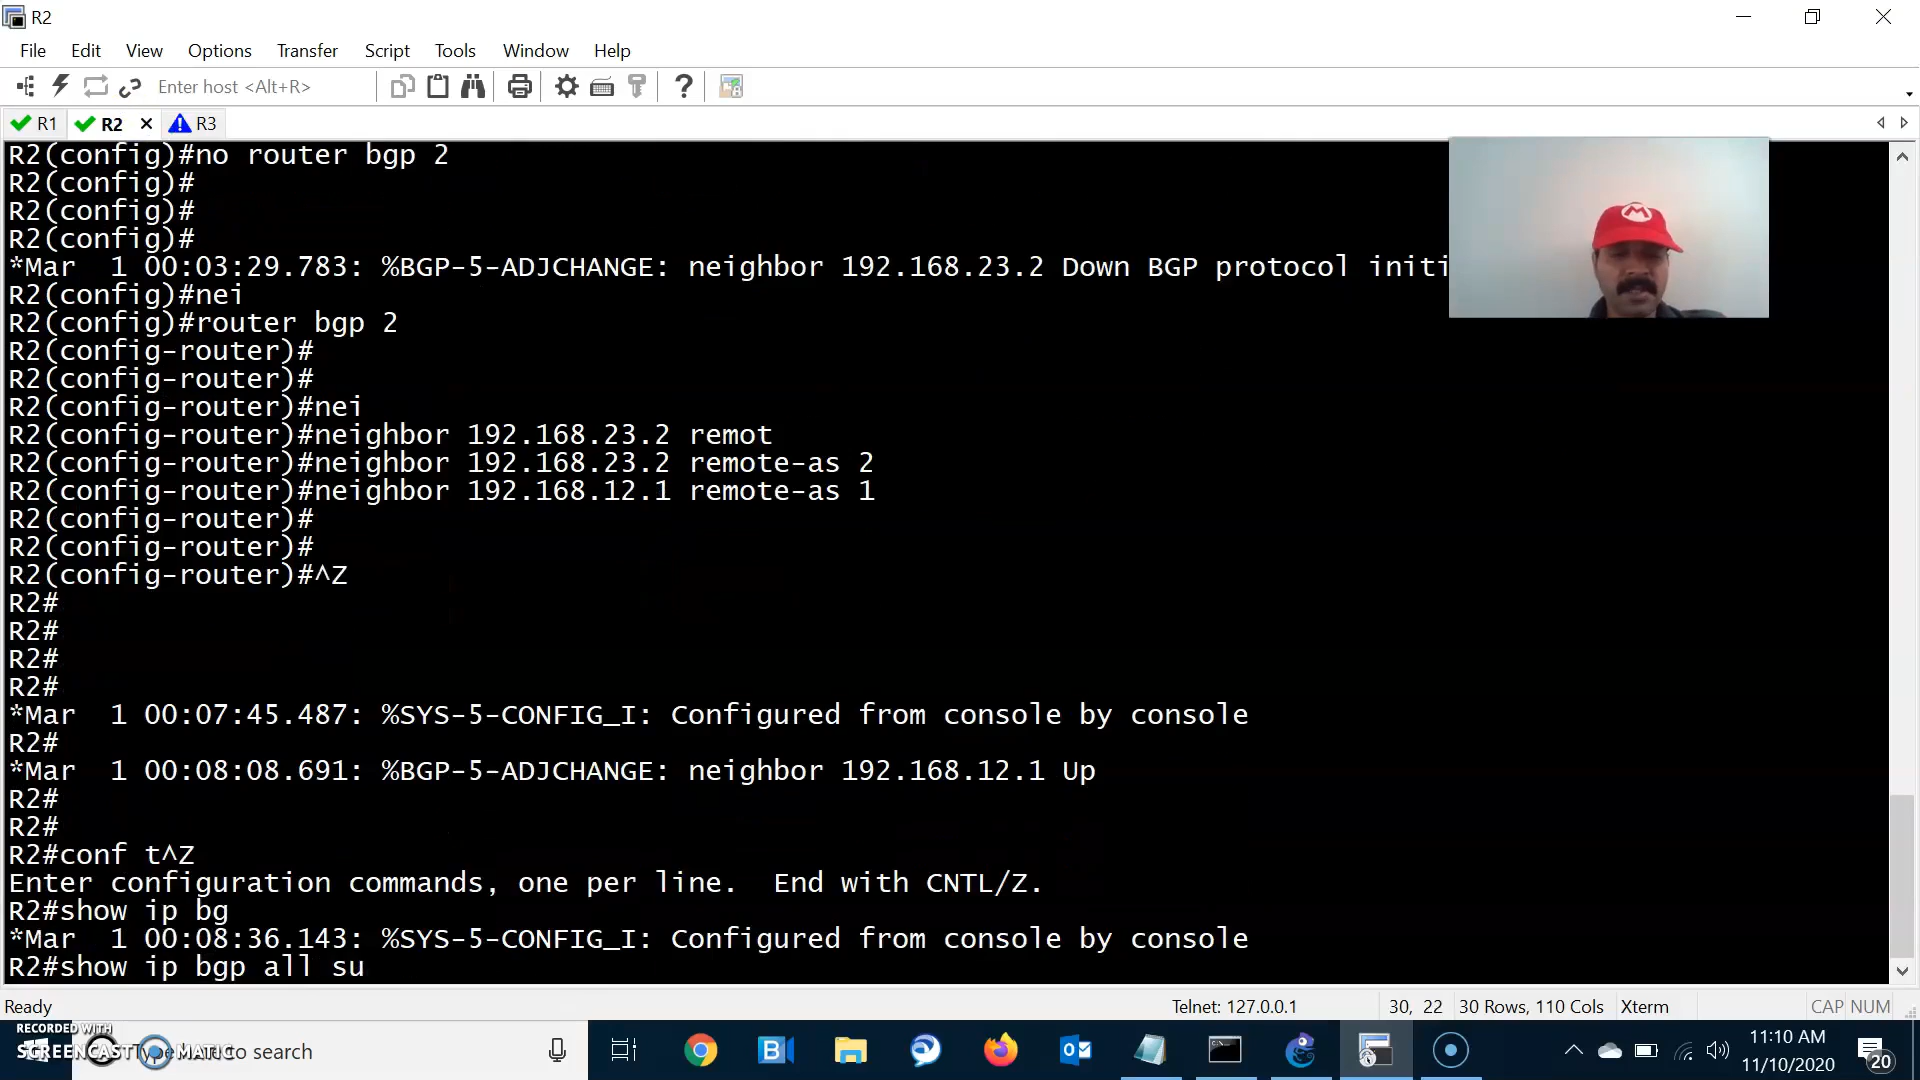 R2
File Edit View Options Transfer Script Tools Window Help
Enter host <Alt+R>
R1 R2 R3
R2(config)#no router bgp 2
R2(config)#
R2(config)#
R2(config)#
*Mar  1 00:03:29.783: %BGP-5-ADJCHANGE: neighbor 192.168.23.2 Down BGP protocol initi
R2(config)#nei
R2(config)#router bgp 2
R2(config-router)#
R2(config-router)#
R2(config-router)#nei
R2(config-router)#neighbor 192.168.23.2 remot
R2(config-router)#neighbor 192.168.23.2 remote-as 2
R2(config-router)#neighbor 192.168.12.1 remote-as 1
R2(config-router)#
R2(config-router)#
R2(config-router)#^Z
R2#
R2#
R2#
R2#
*Mar  1 00:07:45.487: %SYS-5-CONFIG_I: Configured from console by console
R2#
*Mar  1 00:08:08.691: %BGP-5-ADJCHANGE: neighbor 192.168.12.1 Up
R2#
R2#
R2#conf t^Z
Enter configuration commands, one per line.  End with CNTL/Z.
R2#show ip bg
*Mar  1 00:08:36.143: %SYS-5-CONFIG_I: Configured from console by console
R2#show ip bgp all su
Ready Telnet: 127.0.0.1 30, 22 30 Rows, 110 Cols Xterm CAP NUM
RECORDED WITH
SCREENCAST MATIC
Type here to search
11:10 AM
11/10/2020
20